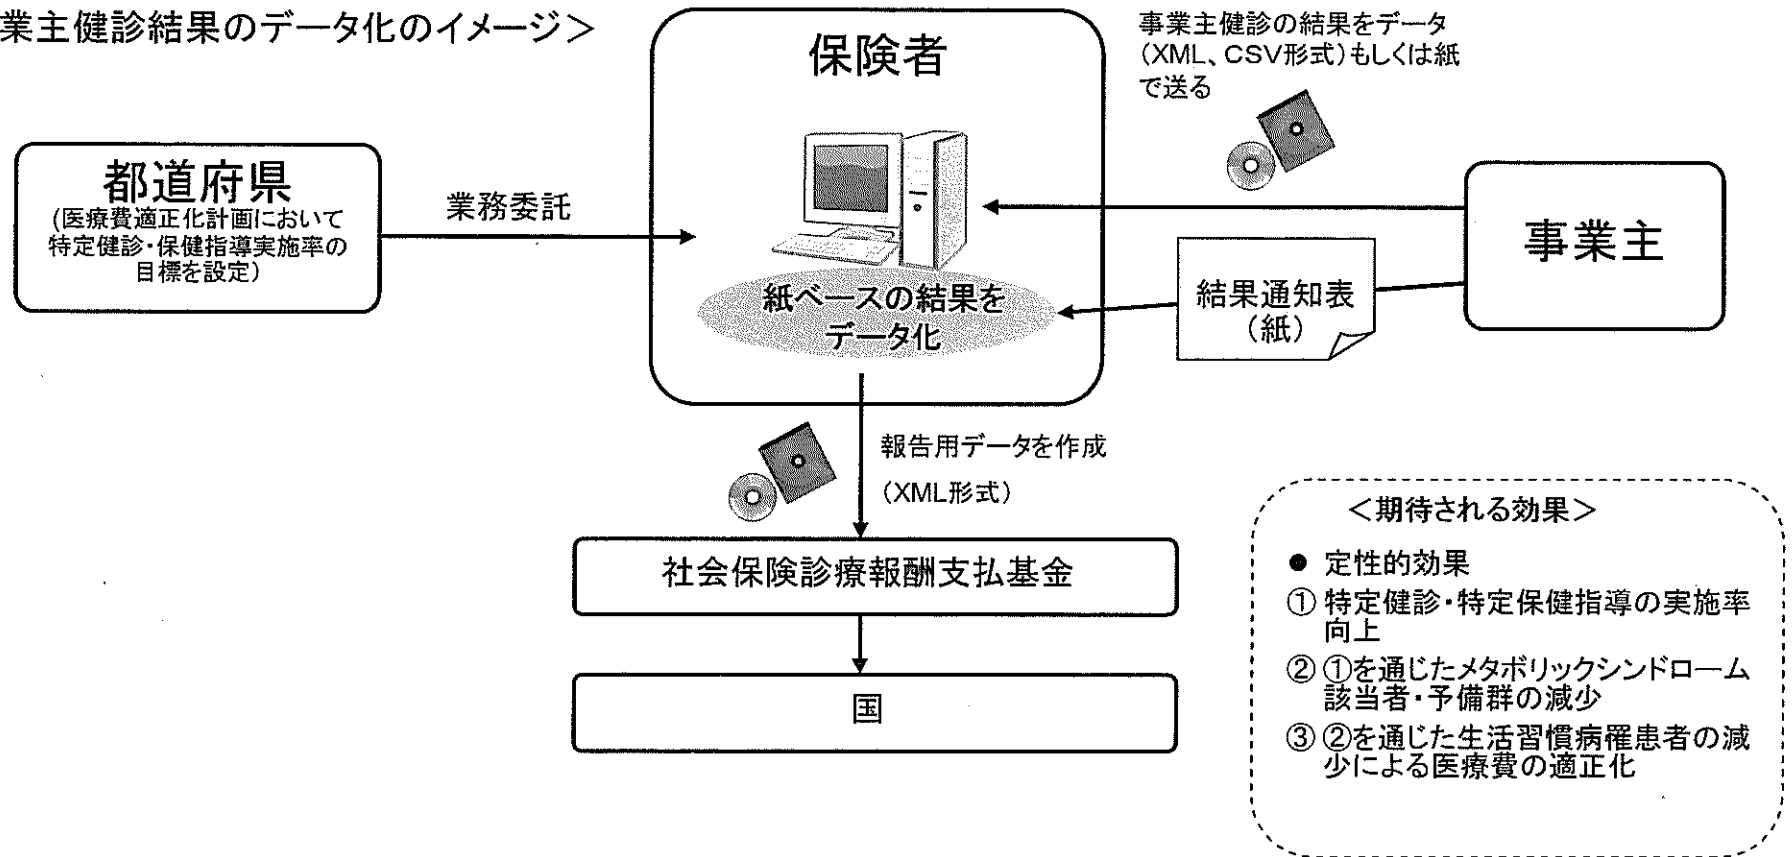 業主健診結果のデータ化のイメージ＞
保険者
事業主健診の結果をデータ
（XML、CSV形式）もしくは紙
で送る
都道府県
（医療費適正化計画において
特定健診・保健指導実施率の
目標を設定）
業務委託
事業主
紙ベースの結果を
データ化
結果通知表
（紙）
報告用データを作成
（XML形式）
社会保険診療報酬支払基金
国
＜期待される効果＞
● 定性的効果
① 特定健診・特定保健指導の実施率
向上
② ①を通じたメタボリックシンドローム
該当者・予備群の減少
③ ②を通じた生活習慣病罹患者の減
少による医療費の適正化